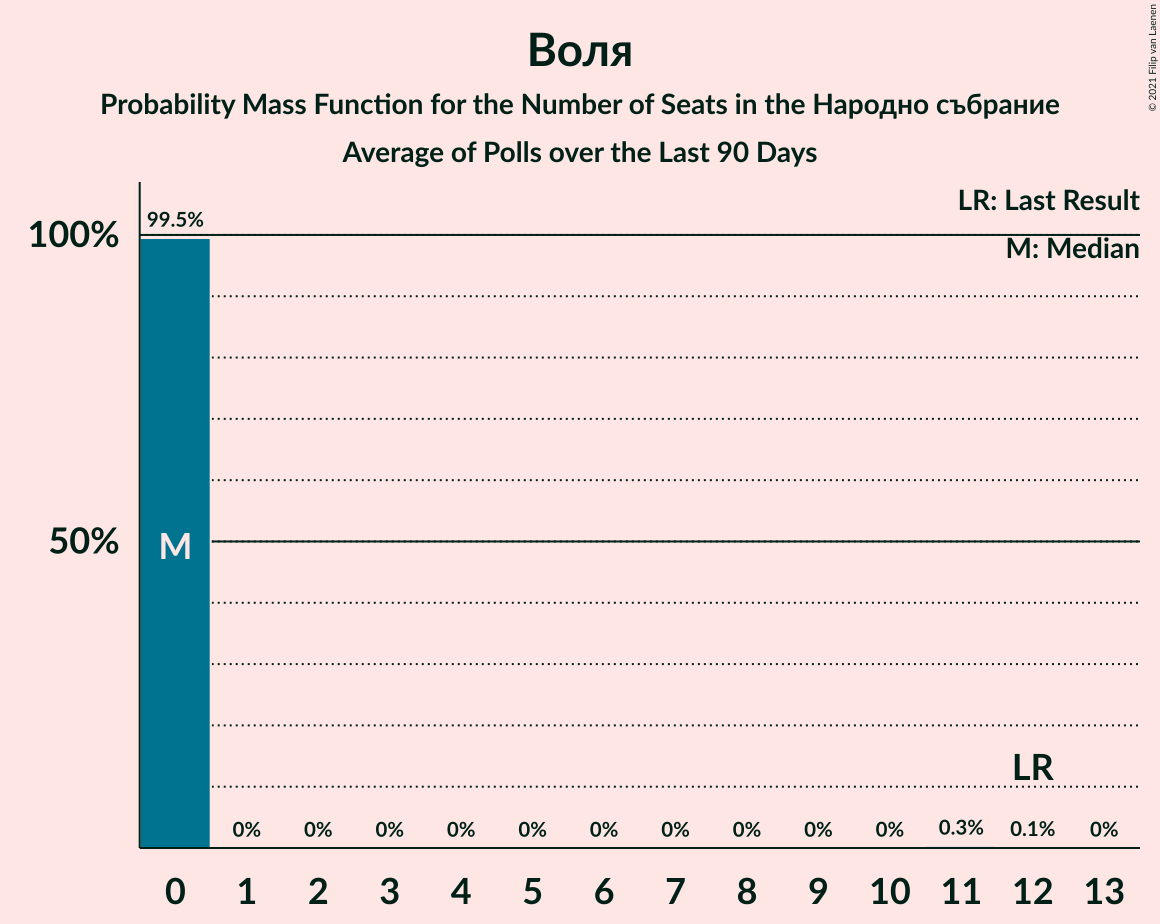 Воля
Probability Mass Function for the Number of Seats in the Народно събрание
Average of Polls over the Last 90 Days
© 2021 Filip van Laenen
LR: Last Result
M: Median
99.5%
100%
50%
M
LR
0% 0% 0% 0% 0% 0% 0% 0% 0% 0% 0.3% 0.1% 0%
0 1 2 3 4 5 6 7 8 9 10 11 12 13